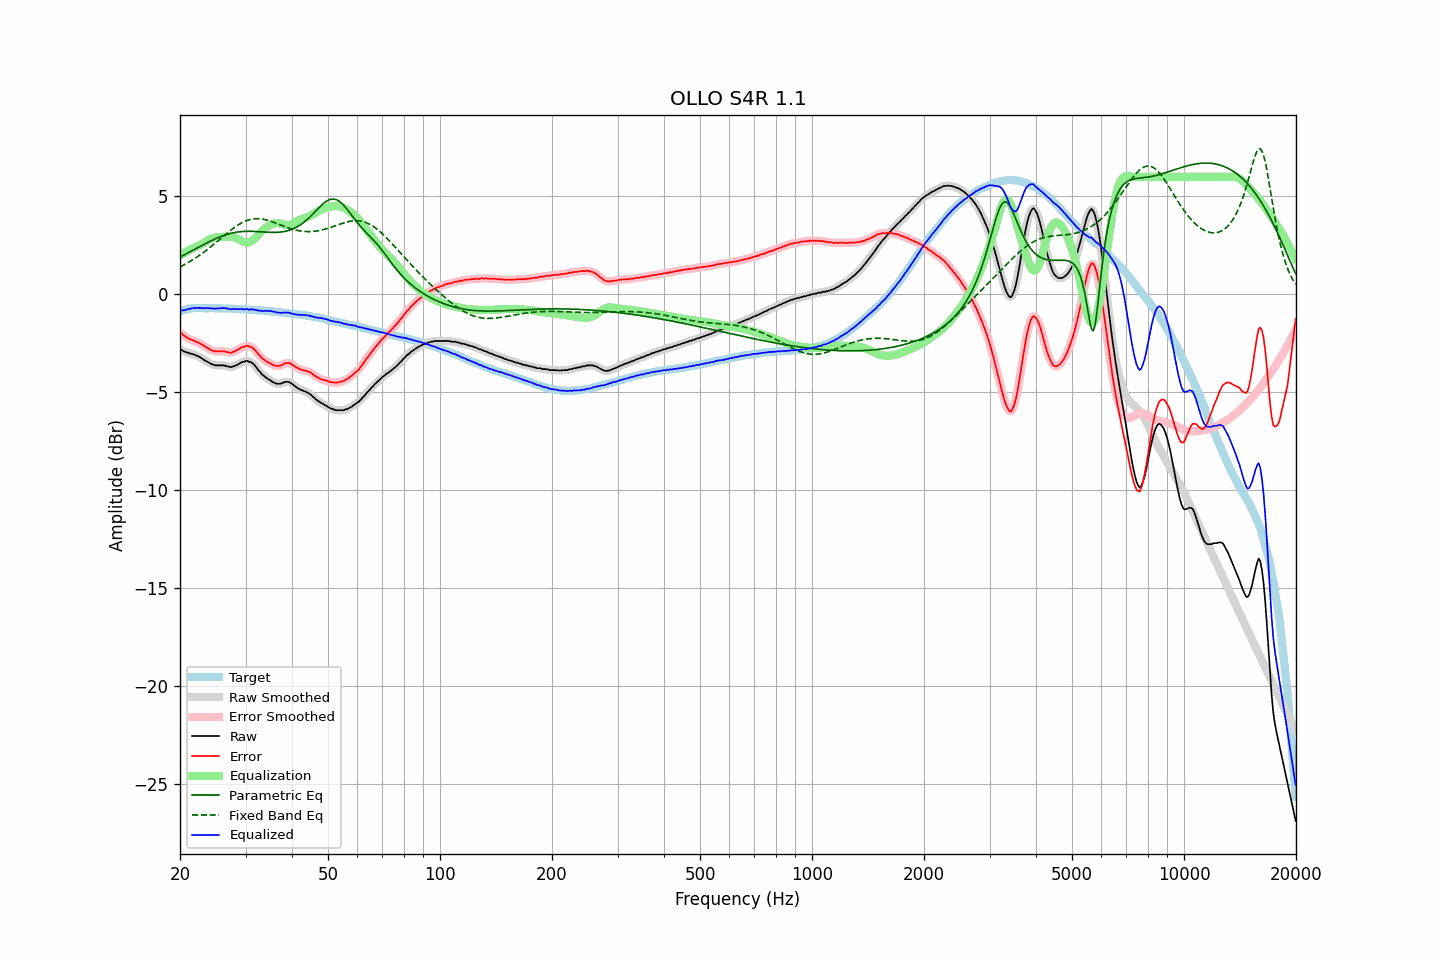 OLLO S4R 1.1
Amplitude (dBr)
5
0
−5
−10
−15
−20
−25
Target
Raw Smoothed
Error Smoothed
Raw
Error
Equalization
Parametric Eq
Fixed Band Eq
Equalized
20 50 100 200 500 1000 2000 5000 10000 20000
Frequency (Hz)